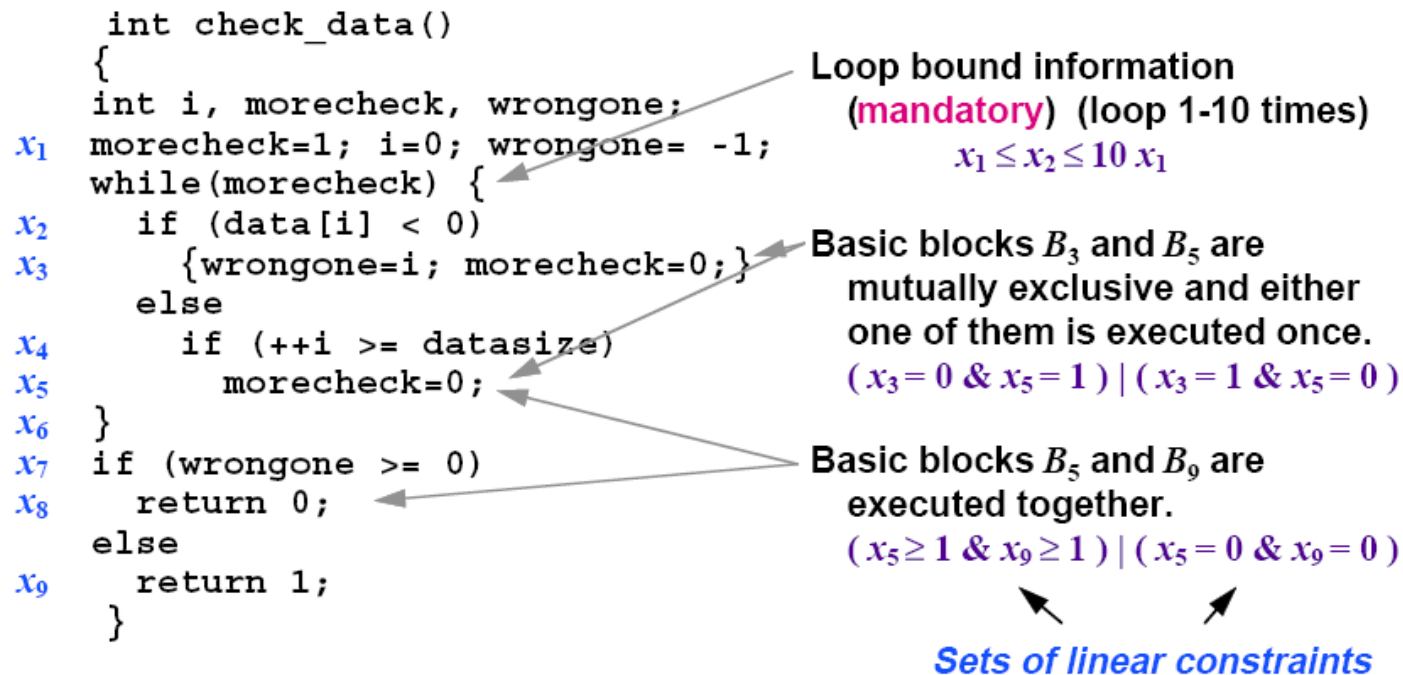 int check_data()
{
int i, morecheck, wrongone;
x₁ morecheck=1; i=0; wrongone= -1;
while(morecheck) {
x₂ if (data[i] < 0)
x₃ {wrongone=i; morecheck=0;}
else
x₄ if (++i >= datasize)
x₅ morecheck=0;
x₆ }
x₇ if (wrongone >= 0)
x₈ return 0;
else
x₉ return 1;
}
Loop bound information
(mandatory) (loop 1-10 times)
x₁ ≤ x₂ ≤ 10 x₁
Basic blocks B₃ and B₅ are
mutually exclusive and either
one of them is executed once.
( x₃ = 0 & x₅ = 1 ) | ( x₃ = 1 & x₅ = 0 )
Basic blocks B₅ and B₉ are
executed together.
( x₅ ≥ 1 & x₉ ≥ 1 ) | ( x₅ = 0 & x₉ = 0 )
Sets of linear constraints